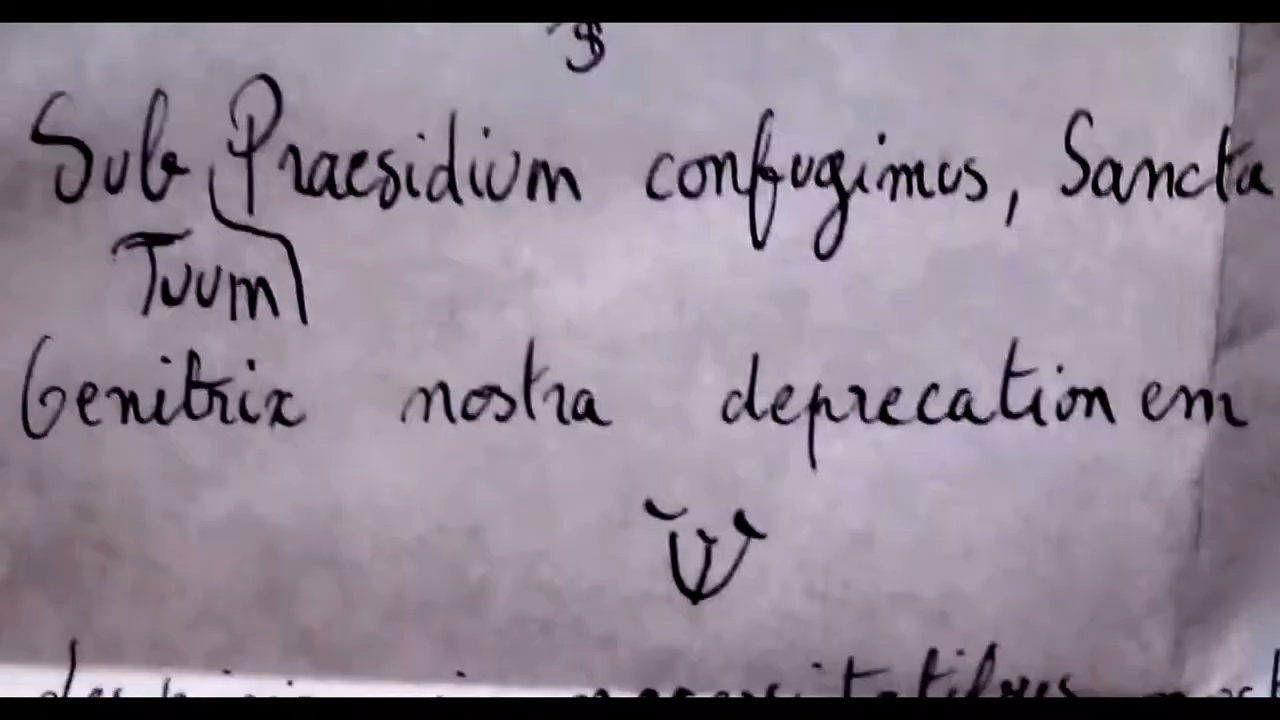 Sub Praesidium confugimus, Sancta
Tuum
Genitrix nostra deprecationem